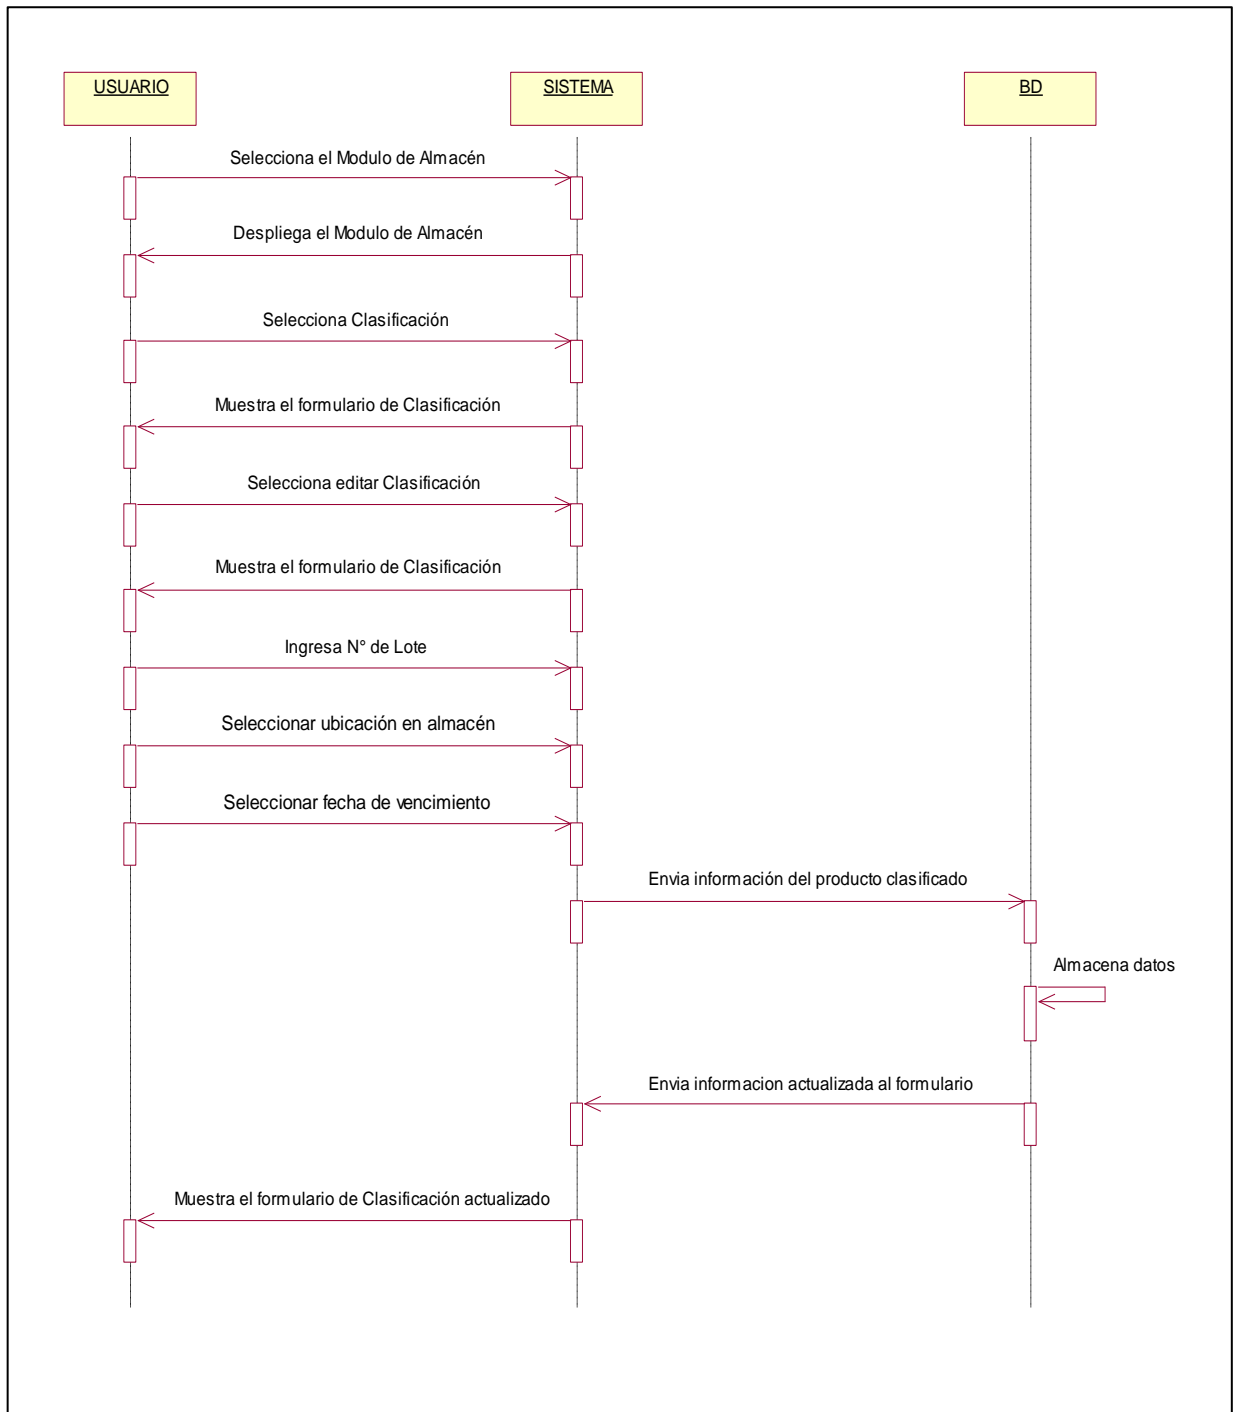 USUARIO
SISTEMA
BD
Selecciona el Modulo de Almacén
Despliega el Modulo de Almacén
Selecciona Clasificación
Muestra el formulario de Clasificación
Selecciona editar Clasificación
Muestra el formulario de Clasificación
Ingresa N° de Lote
Seleccionar ubicación en almacén
Seleccionar fecha de vencimiento
Envia información del producto clasificado
Almacena datos
Envia informacion actualizada al formulario
Muestra el formulario de Clasificación actualizado